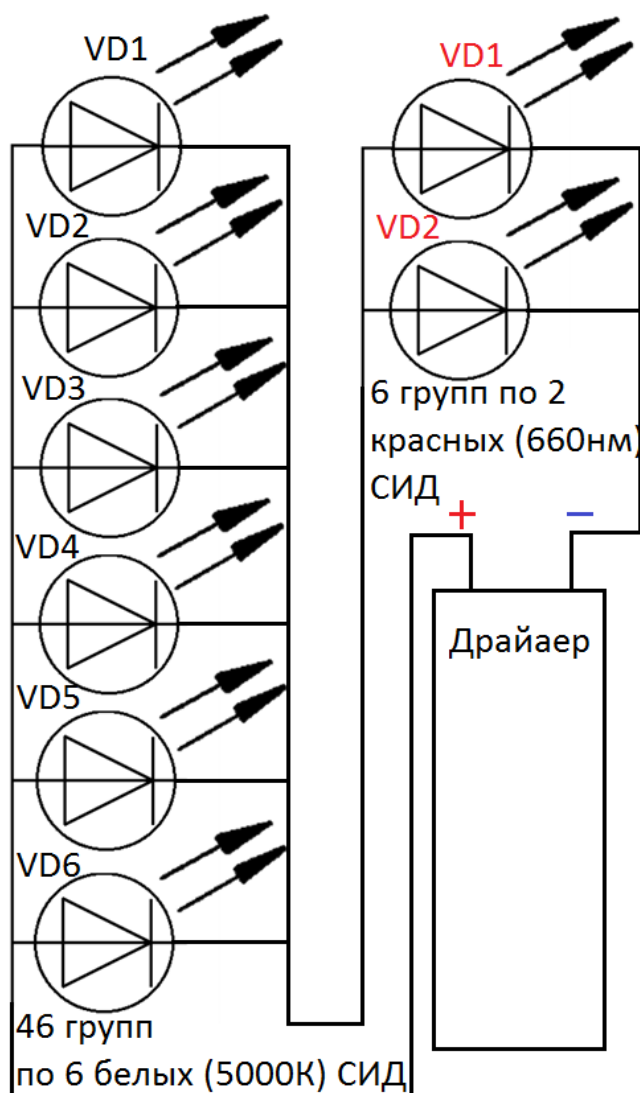 VD1
VD2
VD3
VD4
VD5
VD6
46 групп
по 6 белых (5000К) СИД
VD1
VD2
6 групп по 2
красных (660нм)
СИД
+ −
Драйаер